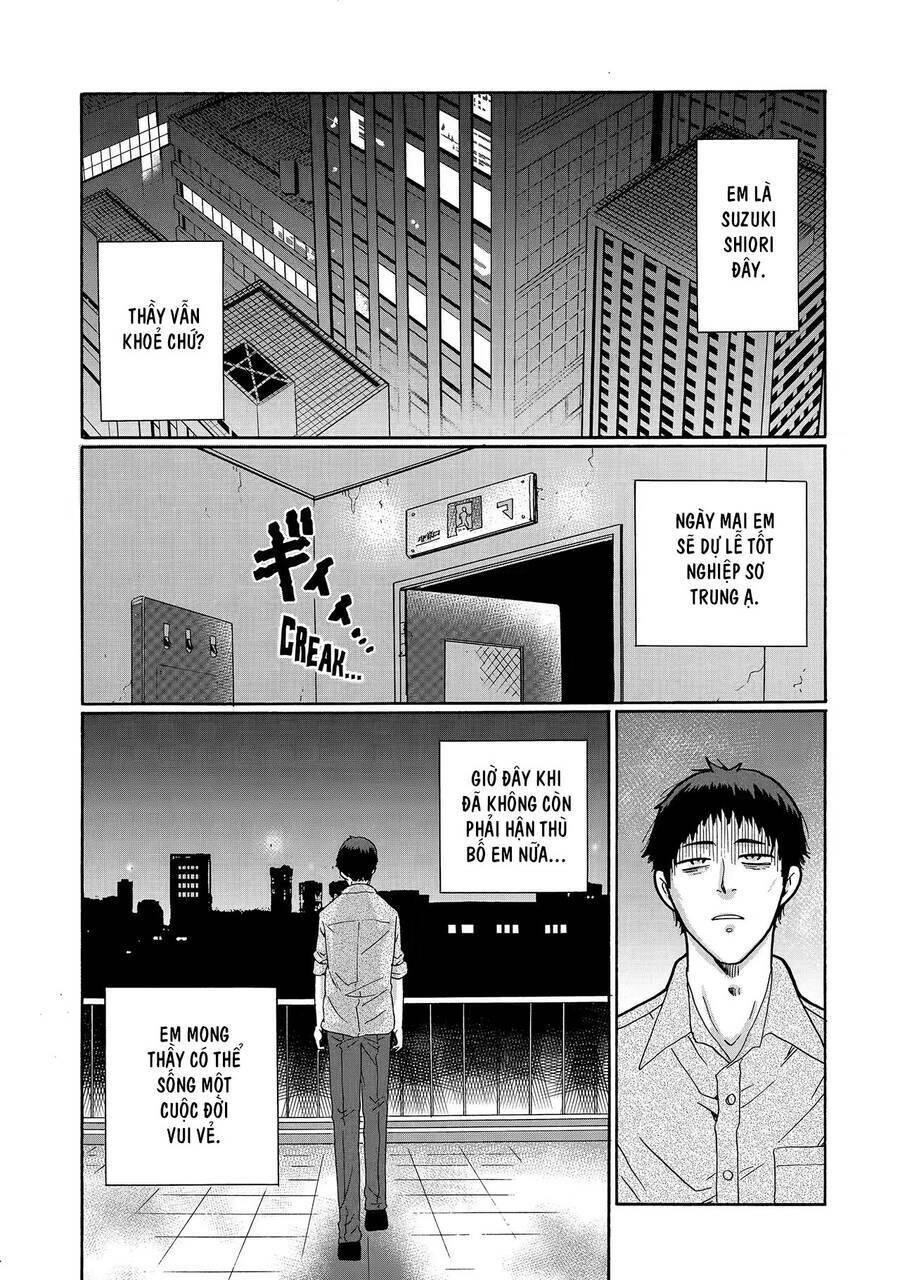 EM LÀ
SUZUKI
SHIORI
ĐÂY.
THẦY VẪN
KHOẺ CHỨ?
NGÀY MAI EM
SẼ DỰ LỄ TỐT
NGHIỆP SƠ
TRUNG Ạ.
ギィィ…
CREAK...
GIỜ ĐÂY KHI
ĐÃ KHÔNG CÒN
PHẢI HẬN THÙ
BỐ EM NỮA...
EM MONG
THẦY CÓ THỂ
SỐNG MỘT
CUỘC ĐỜI
VUI VẺ.